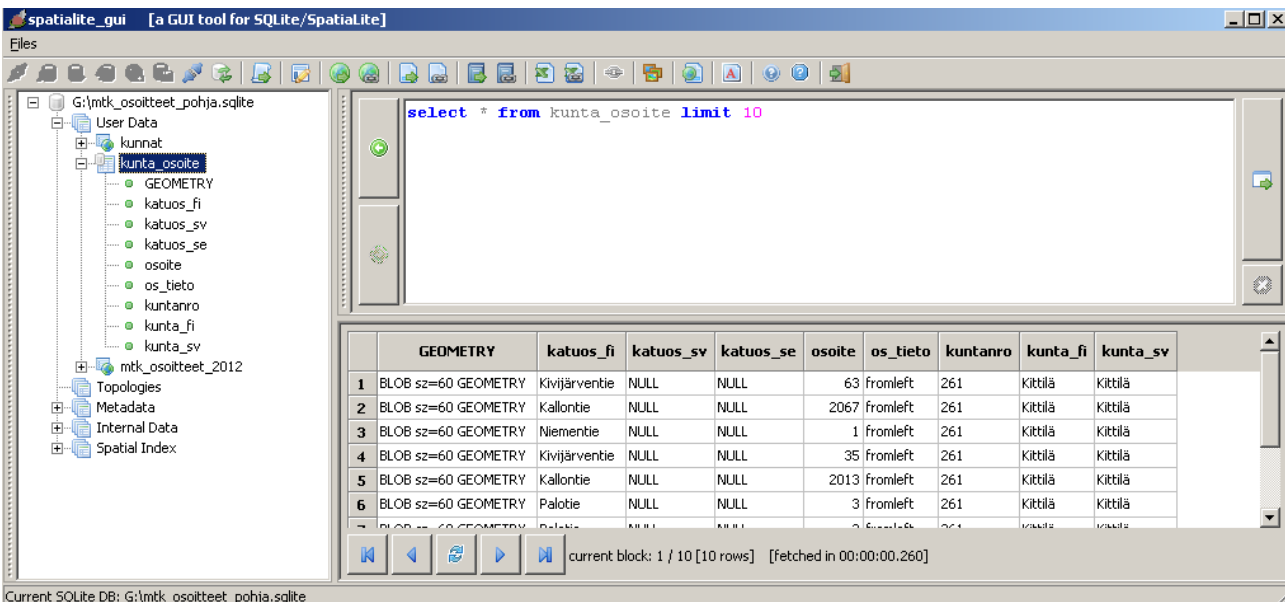 spatialite_gui [a GUI tool for SQLite/SpatiaLite]
Files
G:\mtk_osoitteet_pohja.sqlite
User Data
kunnat
kunta_osoite
GEOMETRY
katuos_fi
katuos_sv
katuos_se
osoite
os_tieto
kuntanro
kunta_fi
kunta_sv
mtk_osoitteet_2012
Topologies
Metadata
Internal Data
Spatial Index
select * from kunta_osoite limit 10
GEOMETRY katuos_fi katuos_sv katuos_se osoite os_tieto kuntanro kunta_fi kunta_sv
1 BLOB sz=60 GEOMETRY Kivijärventie NULL NULL 63 fromleft 261 Kittilä Kittilä
2 BLOB sz=60 GEOMETRY Kallontie NULL NULL 2067 fromleft 261 Kittilä Kittilä
3 BLOB sz=60 GEOMETRY Niementie NULL NULL 1 fromleft 261 Kittilä Kittilä
4 BLOB sz=60 GEOMETRY Kivijärventie NULL NULL 35 fromleft 261 Kittilä Kittilä
5 BLOB sz=60 GEOMETRY Kallontie NULL NULL 2013 fromleft 261 Kittilä Kittilä
6 BLOB sz=60 GEOMETRY Palotie NULL NULL 3 fromleft 261 Kittilä Kittilä
current block: 1 / 10 [10 rows] [fetched in 00:00:00.260]
Current SQLite DB: G:\mtk_osoitteet_pohja.sqlite